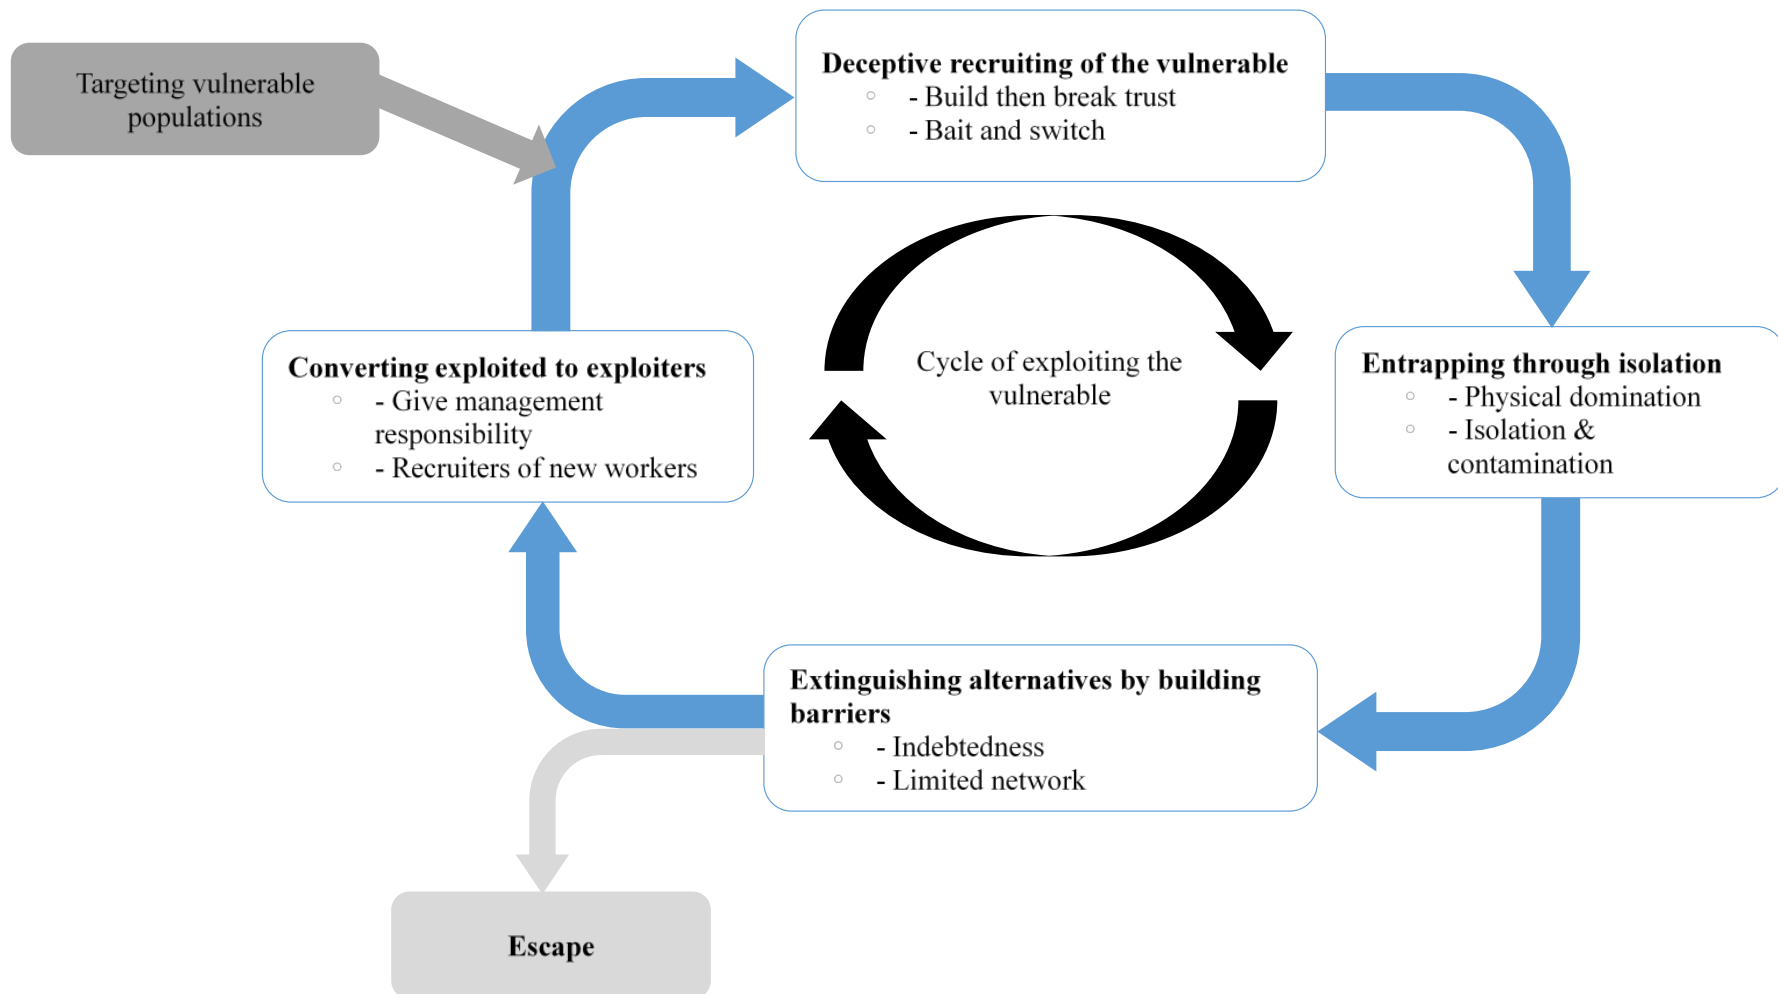 Targeting vulnerable
populations
Deceptive recruiting of the vulnerable
○ - Build then break trust
○ - Bait and switch
Converting exploited to exploiters
○ - Give management
responsibility
○ - Recruiters of new workers
Cycle of exploiting the
vulnerable
Entrapping through isolation
○ - Physical domination
○ - Isolation &
contamination
Extinguishing alternatives by building
barriers
○ - Indebtedness
○ - Limited network
Escape